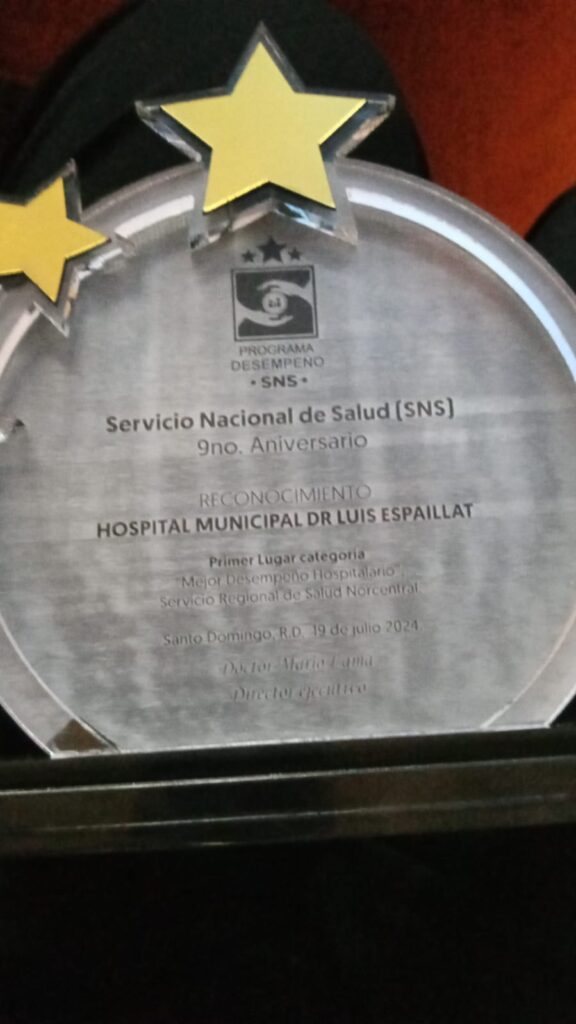 PROGRAMA
DESEMPEÑO
• SNS •
Servicio Nacional de Salud (SNS)
9no. Aniversario
RECONOCIMIENTO
HOSPITAL MUNICIPAL DR LUIS ESPAILLAT
Primer Lugar categoria
"Mejor Desempeño Hospitalario"
Servicio Regional de Salud Norcentral
Santo Domingo, R.D. 19 de julio 2024
Doctor Mario Lama
Director ejecutivo